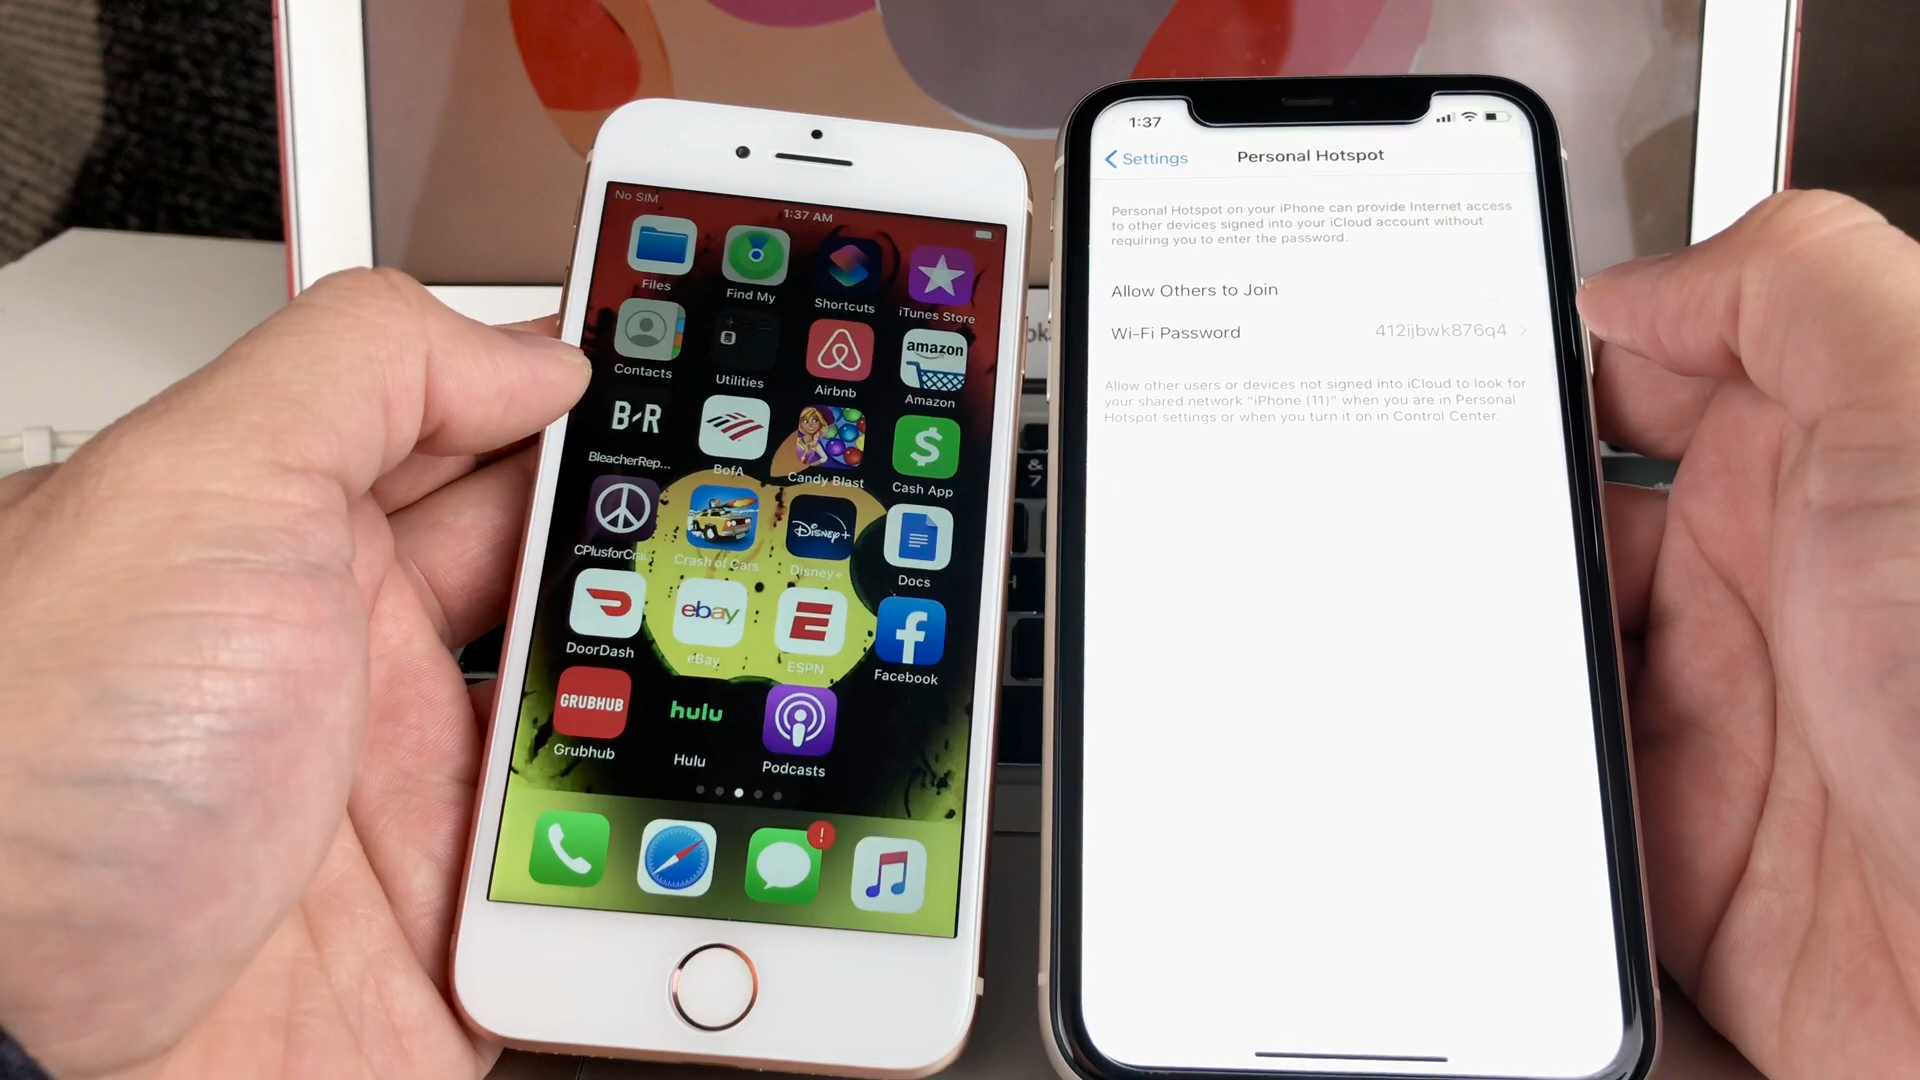 No SIM
1:37 AM
Files
Find My
Shortcuts
iTunes Store
Contacts
Utilities
Airbnb
amazon
Amazon
B-R
BleacherRep...
BofA
Candy Blast
Cash App
CPlusforCrai...
Crash of Cars
Disney+
Disney+
Docs
DoorDash
ebay
eBay
ESPN
Facebook
GRUBHUB
Grubhub
hulu
Hulu
Podcasts
1:37
Settings
Personal Hotspot
Personal Hotspot on your iPhone can provide Internet access
to other devices signed into your iCloud account without
requiring you to enter the password.
Allow Others to Join
Wi-Fi Password 412ijbwk876q4
Allow other users or devices not signed into iCloud to look for
your shared network “iPhone (11)” when you are in Personal
Hotspot settings or when you turn it on in Control Center.
&
7
H